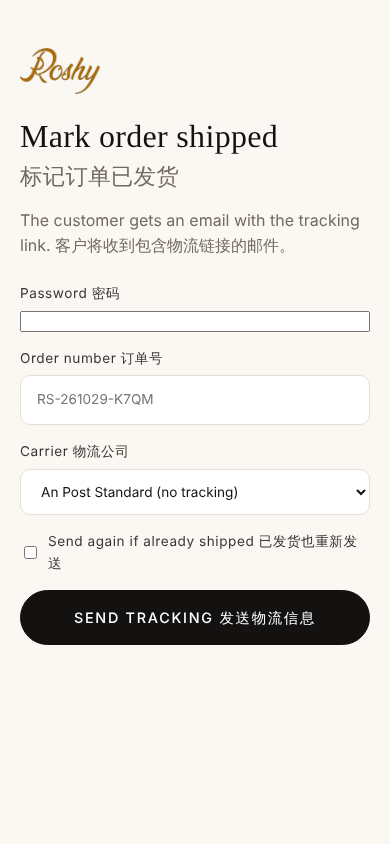 Roshy
Mark order shipped
标记订单已发货
The customer gets an email with the tracking
link. 客户将收到包含物流链接的邮件。
Password 密码
Order number 订单号
RS-261029-K7QM
Carrier 物流公司
An Post Standard (no tracking)
Send again if already shipped 已发货也重新发
送
SEND TRACKING 发送物流信息